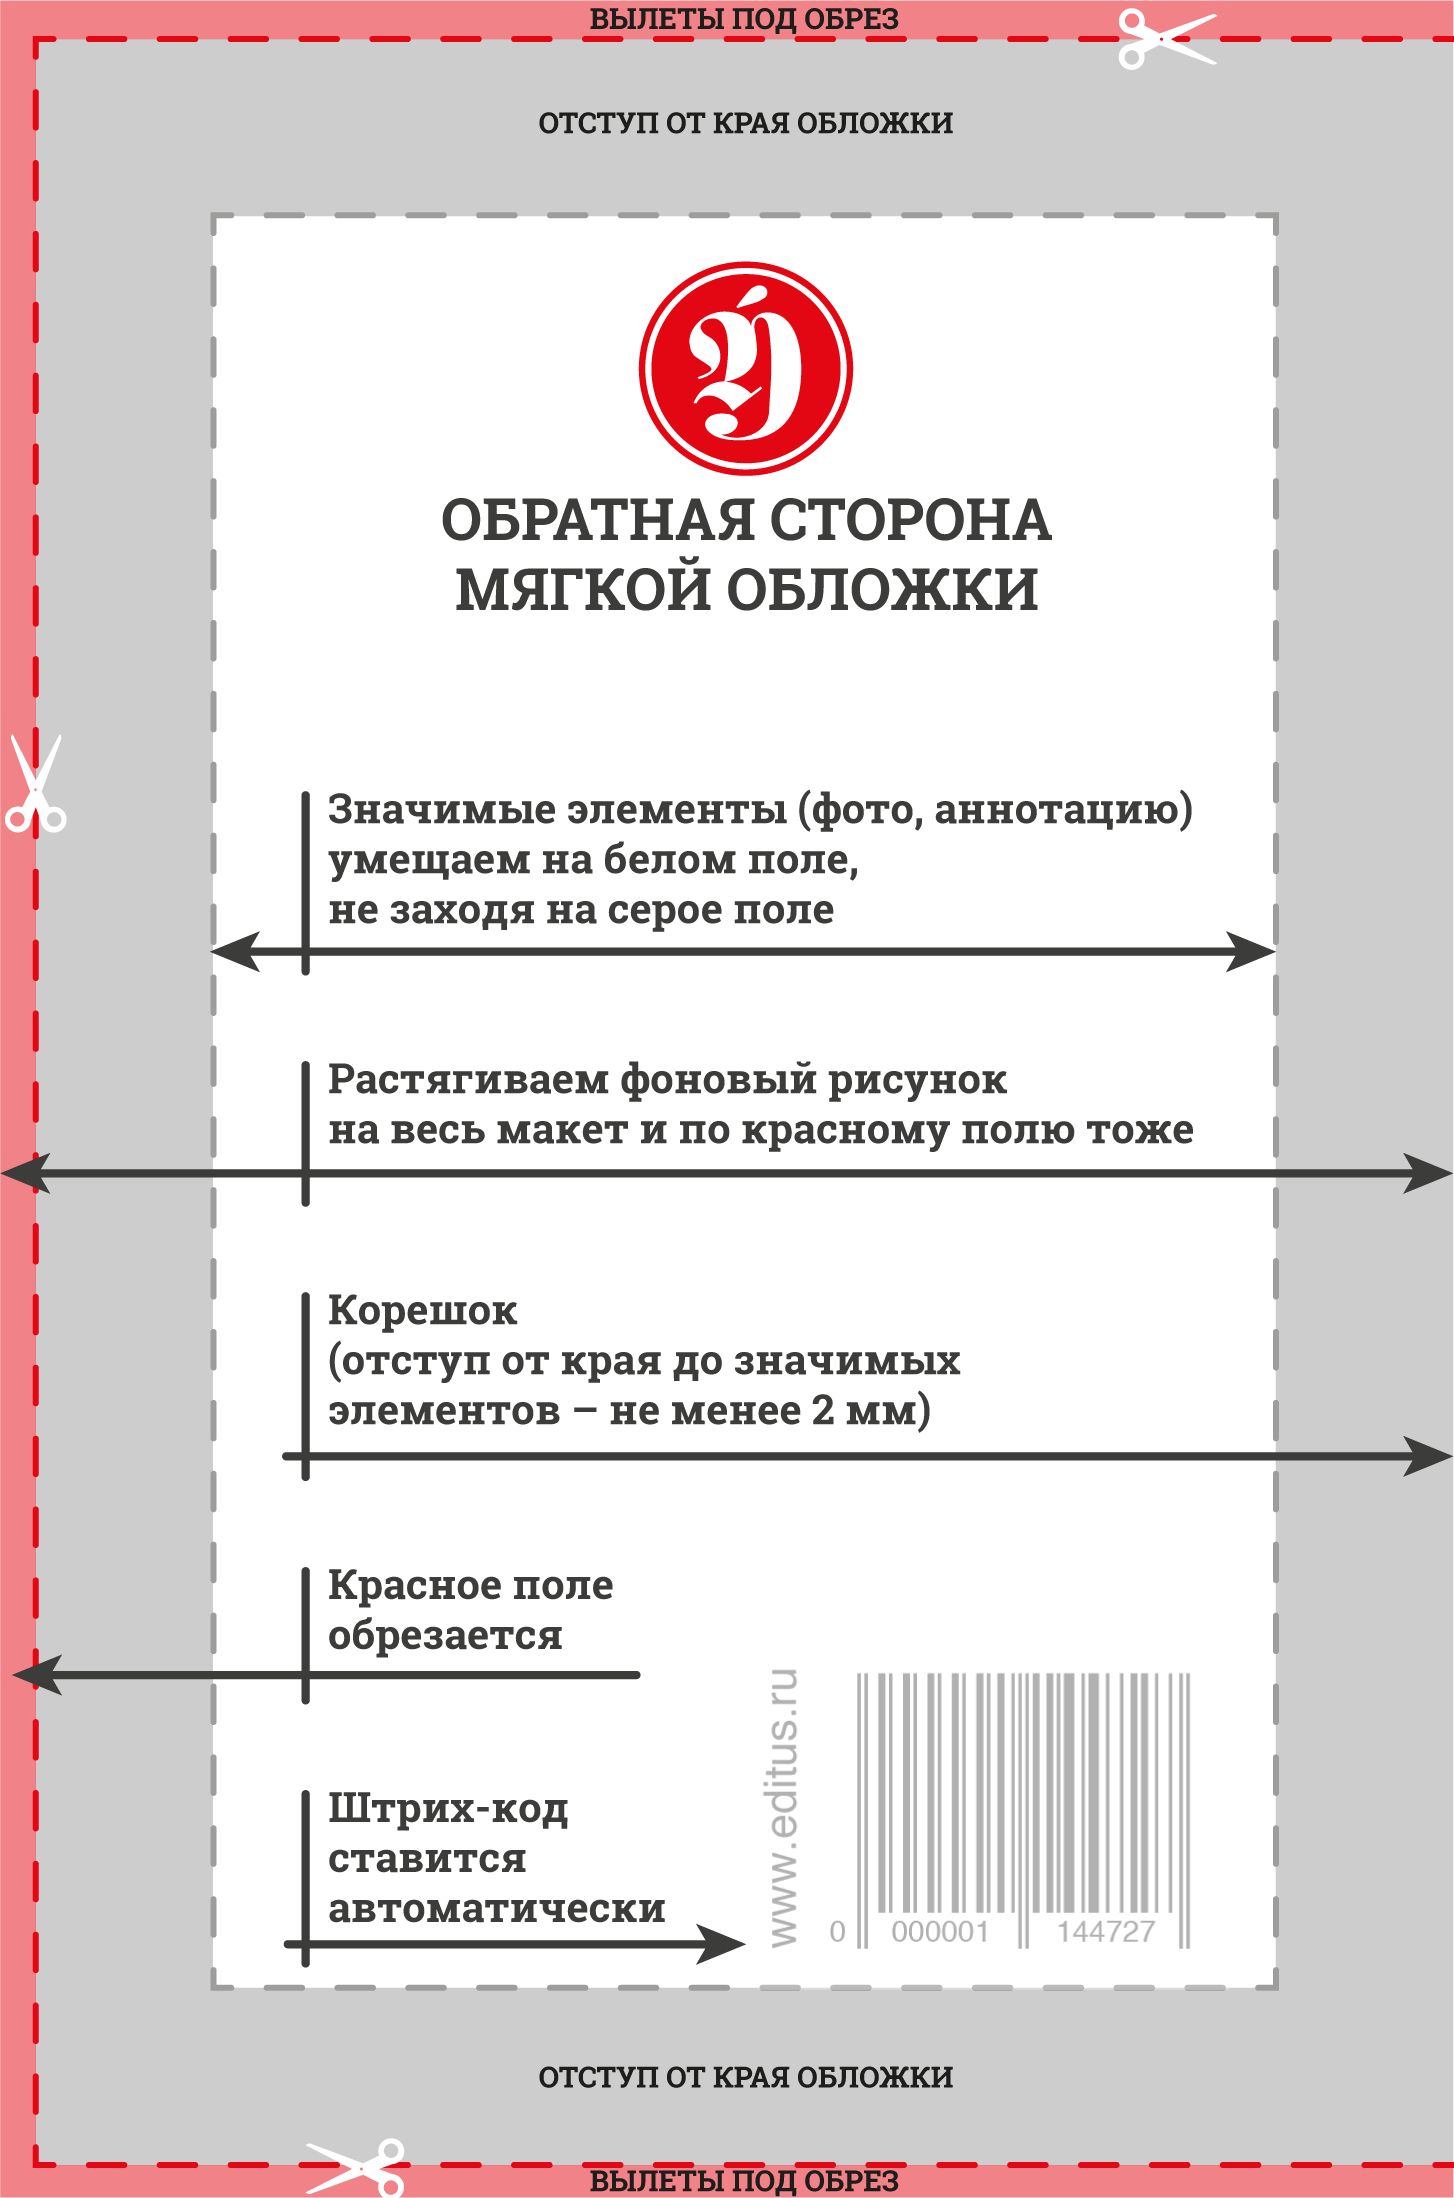 ВЫЛЕТЫ ПОД ОБРЕЗ
ОТСТУП ОТ КРАЯ ОБЛОЖКИ
ОБРАТНАЯ СТОРОНА
МЯГКОЙ ОБЛОЖКИ
Значимые элементы (фото, аннотацию)
умещаем на белом поле,
не заходя на серое поле
Растягиваем фоновый рисунок
на весь макет и по красному полю тоже
Корешок
(отступ от края до значимых
элементов – не менее 2 мм)
Красное поле
обрезается
Штрих-код
ставится
автоматически
www.editus.ru
0 000001 144727
ОТСТУП ОТ КРАЯ ОБЛОЖКИ
ВЫЛЕТЫ ПОД ОБРЕЗ